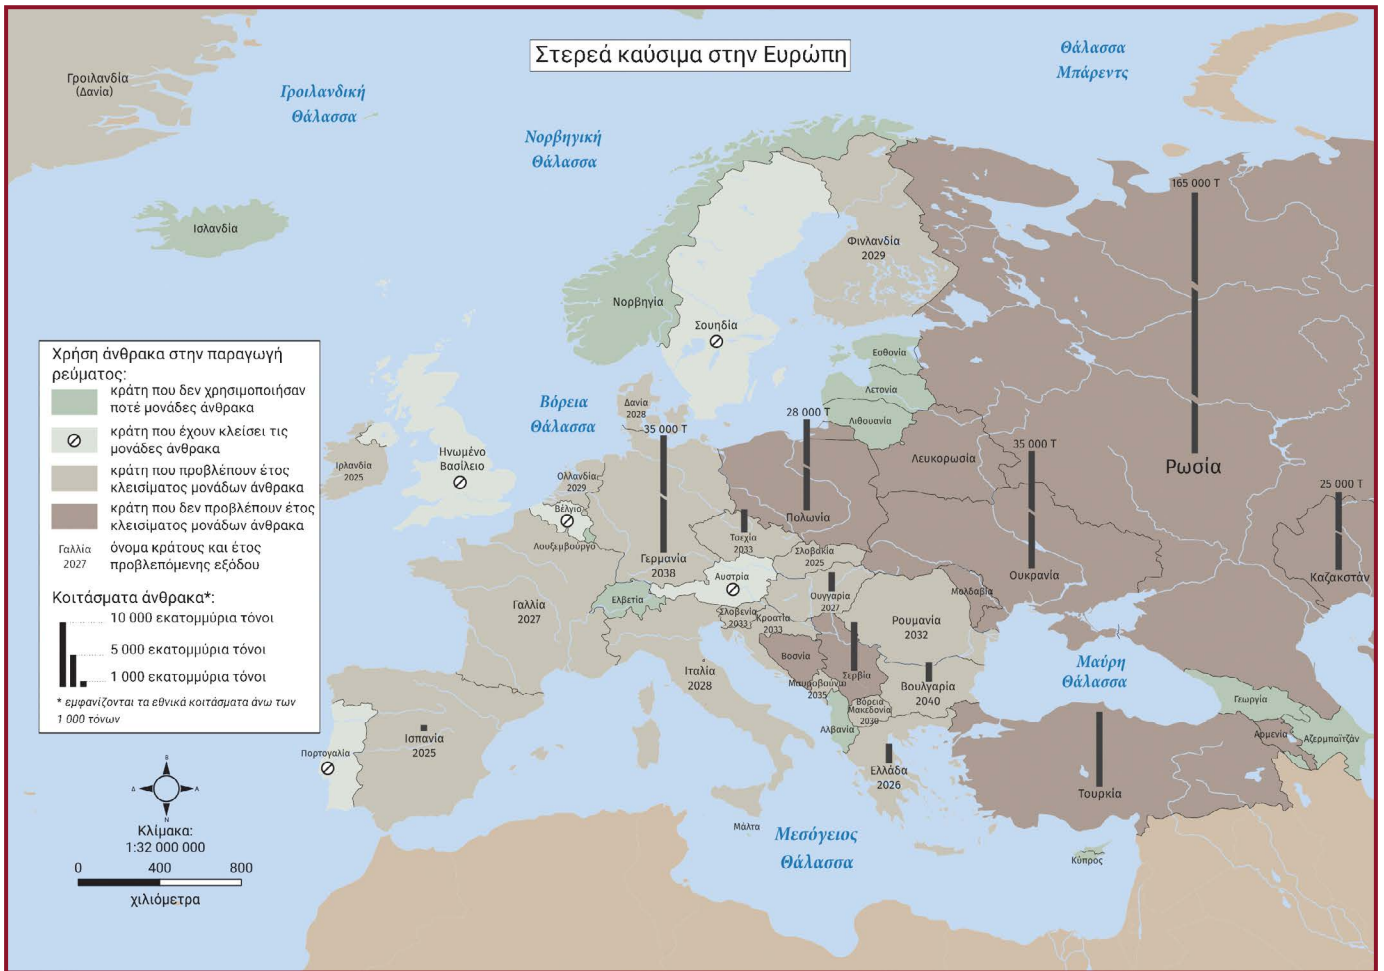 Στερεά καύσιμα στην Ευρώπη
Γροιλανδία
(Δανία)
Γροιλανδική
Θάλασσα
Νορβηγική
Θάλασσα
Θάλασσα
Μπάρεντς
165 000 T
Ισλανδία
Φινλανδία
2029
Νορβηγία
Σουηδία
Εσθονία
Λετονία
Λιθουανία
Βόρεια
Θάλασσα
Δανία
2028
35 000 T
28 000 T
35 000 T
25 000 T
Ρωσία
Λευκορωσία
Ηνωμένο
Βασίλειο
Ιρλανδία
2025
Ολλανδία
2029
Βέλγιο
Λουξεμβούργο
Γερμανία
2038
Πολωνία
Τσεχία
2033
Σλοβακία
2025
Ουκρανία
Καζακστάν
Αυστρία
Ελβετία
Ουγγαρία
2027
Μολδαβία
Γαλλία
2027
Σλοβενία
2033
Κροατία
2033
Ρουμανία
2032
Βοσνία
Σερβία
Ιταλία
2028
Μαυροβούνιο
2035
Βουλγαρία
2040
Βόρεια
Μακεδονία
2030
Αλβανία
Μαύρη
Θάλασσα
Γεωργία
Αρμενία
Αζερμπαϊτζάν
Ισπανία
2025
Πορτογαλία
Ελλάδα
2026
Τουρκία
Μάλτα
Μεσόγειος
Θάλασσα
Κύπρος
Χρήση άνθρακα στην παραγωγή
ρεύματος:
κράτη που δεν χρησιμοποιήσαν
ποτέ μονάδες άνθρακα
κράτη που έχουν κλείσει τις
μονάδες άνθρακα
κράτη που προβλέπουν έτος
κλεισίματος μονάδων άνθρακα
κράτη που δεν προβλέπουν έτος
κλεισίματος μονάδων άνθρακα
Γαλλία
2027
όνομα κράτους και έτος
προβλεπόμενης εξόδου
Κοιτάσματα άνθρακα*:
10 000 εκατομμύρια τόνοι
5 000 εκατομμύρια τόνοι
1 000 εκατομμύρια τόνοι
* εμφανίζονται τα εθνικά κοιτάσματα άνω των
1 000 τόνων
Β
Δ
Α
Ν
Κλίμακα:
1:32 000 000
0 400 800
χιλιόμετρα